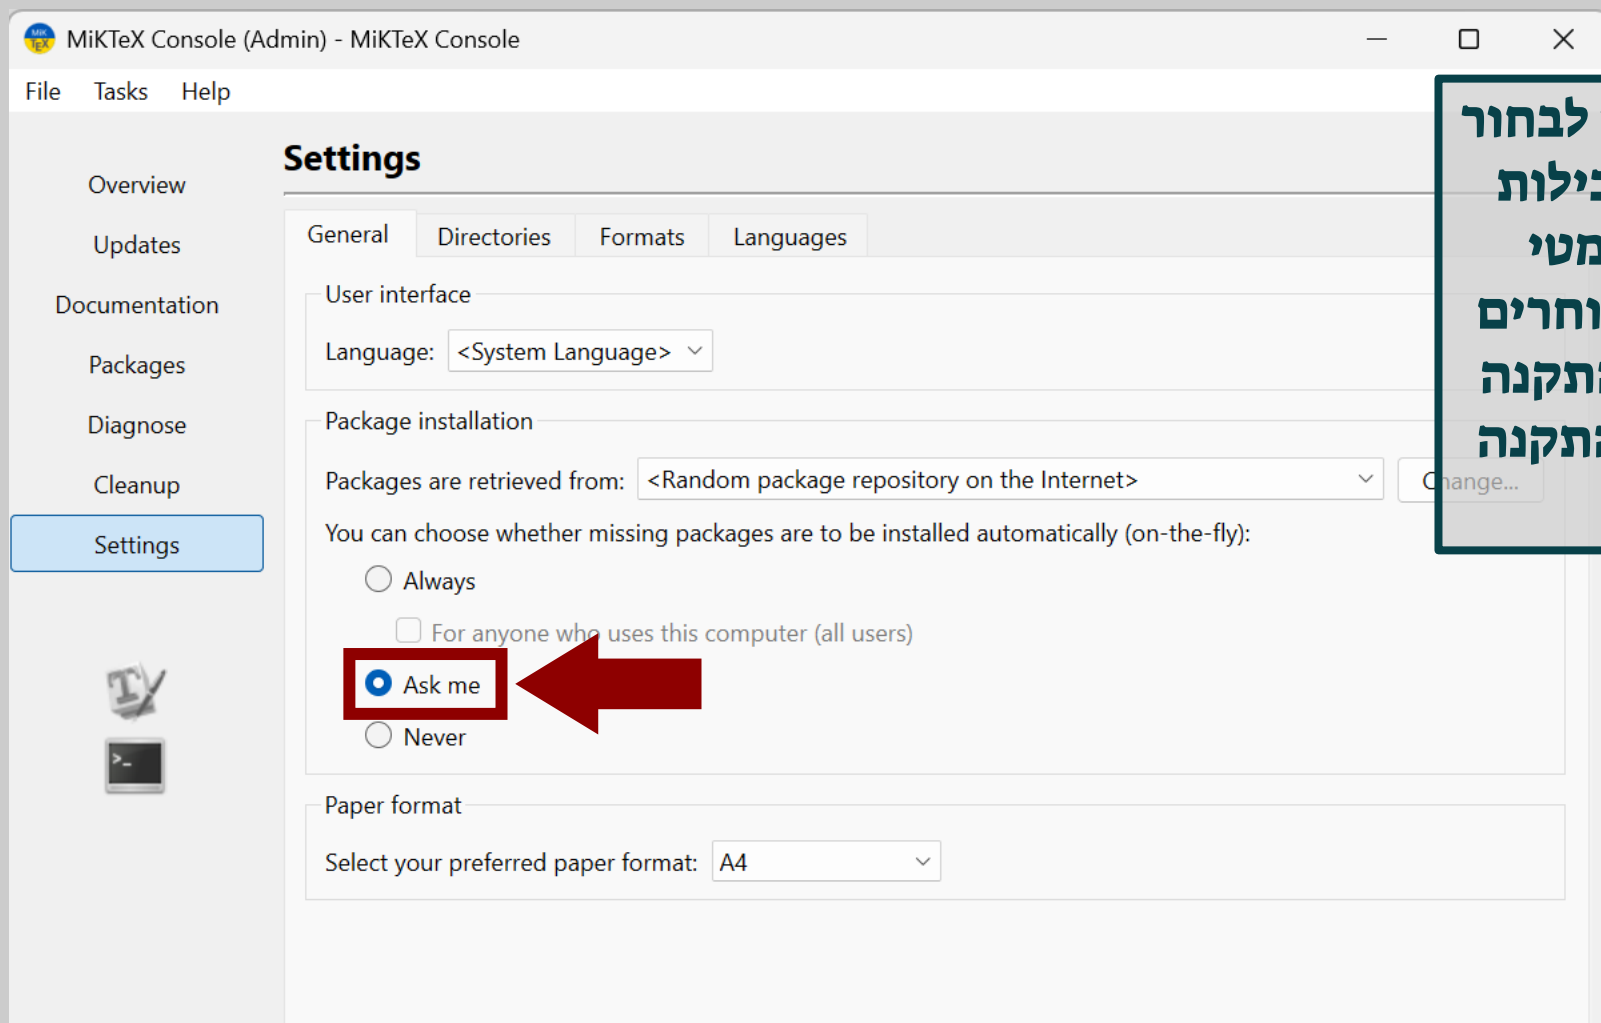 MiKTeX Console (Admin) - MiKTeX Console
File Tasks Help
לבחור
Settings
Overview
Updates
Documentation
Packages
Diagnose
Cleanup
Settings
General Directories Formats Languages
User interface
Language: <System Language>
Package installation
Packages are retrieved from: <Random package repository on the Internet> Change...
You can choose whether missing packages are to be installed automatically (on-the-fly):
Always
For anyone who uses this computer (all users)
Ask me
Never
Paper format
Select your preferred paper format: A4